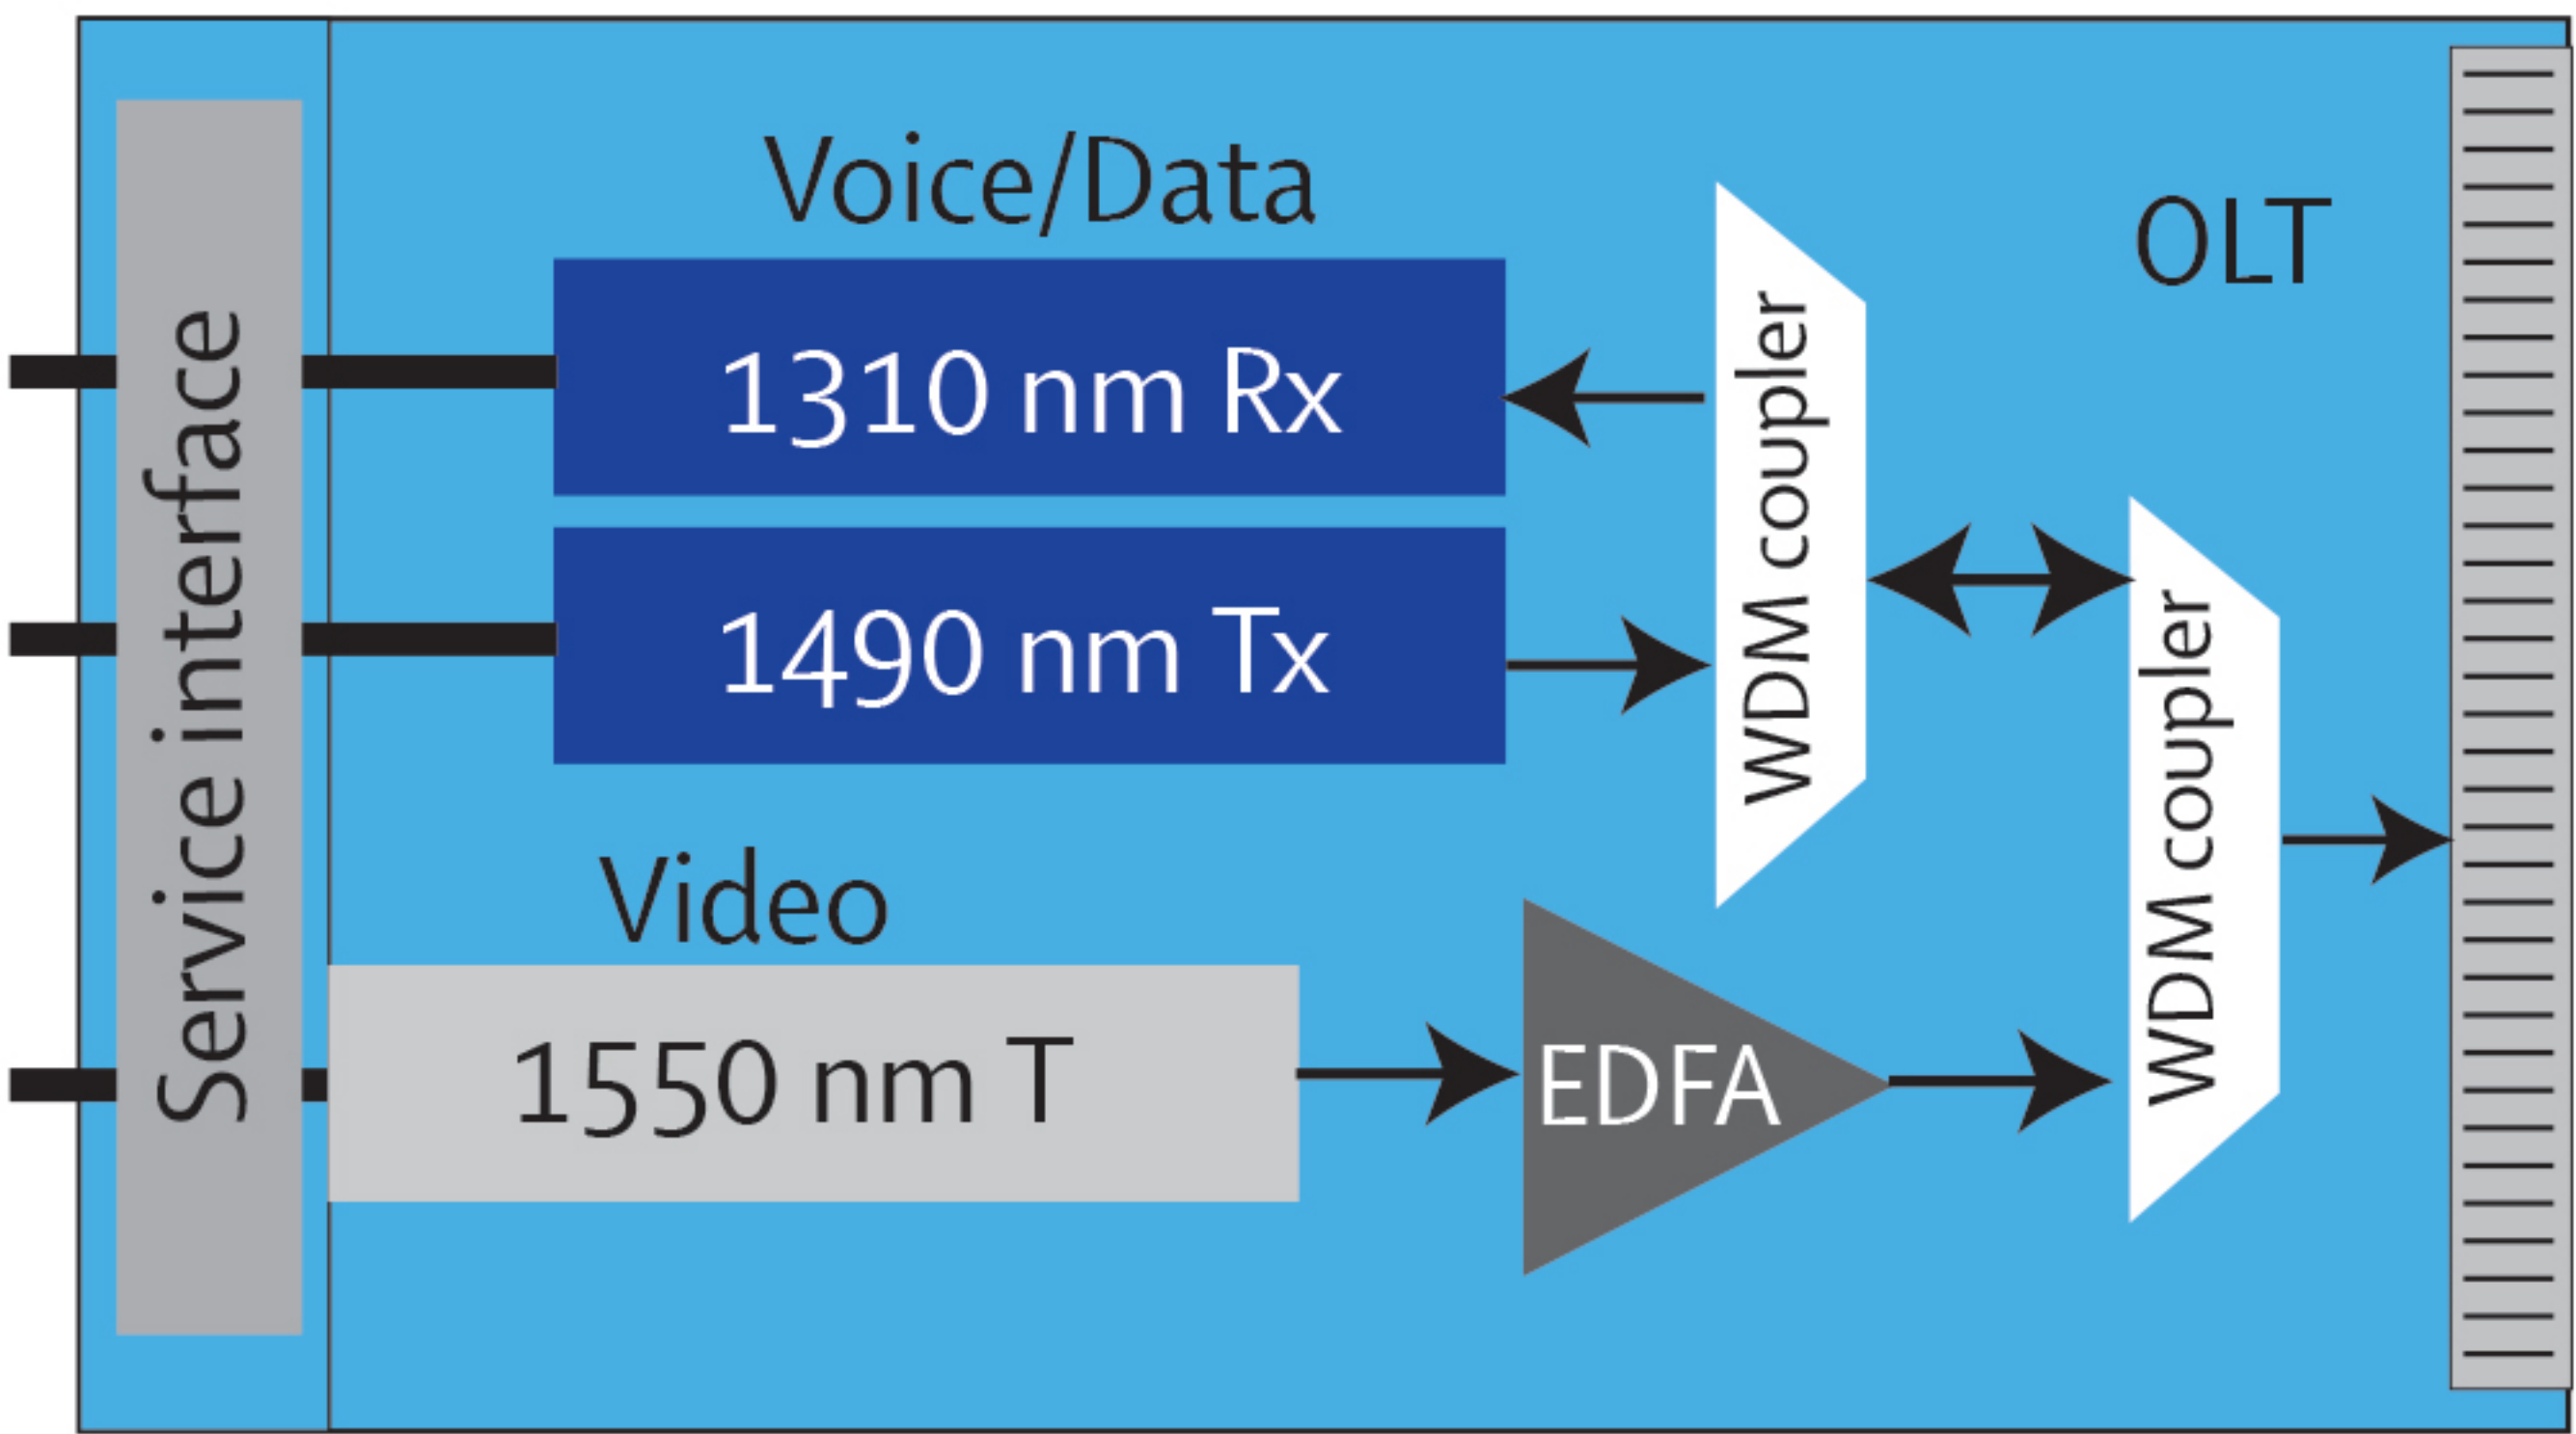 Service interface
Voice/Data
1310 nm Rx
1490 nm Tx
WDM coupler
OLT
WDM coupler
Video
1550 nm T
EDFA